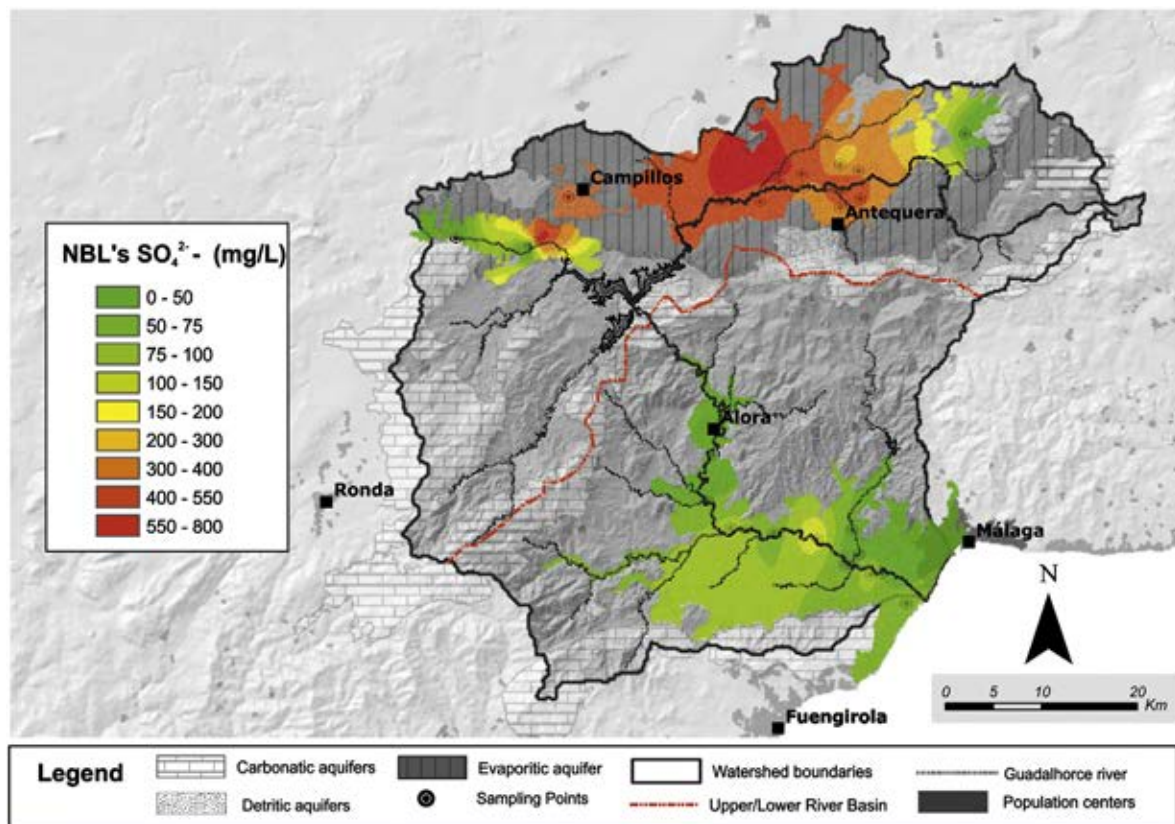 Campillos
Antequera
NBL's SO₄²⁻- (mg/L)
0 - 50
50 - 75
75 - 100
100 - 150
150 - 200
200 - 300
300 - 400
400 - 550
550 - 800
Alora
Ronda
Málaga
N
0 5 10 20
Km
Fuengirola
Legend
Carbonatic aquifers
Evaporitic aquifer
Watershed boundaries
Guadalhorce river
Detritic aquifers
Sampling Points
Upper/Lower River Basin
Population centers